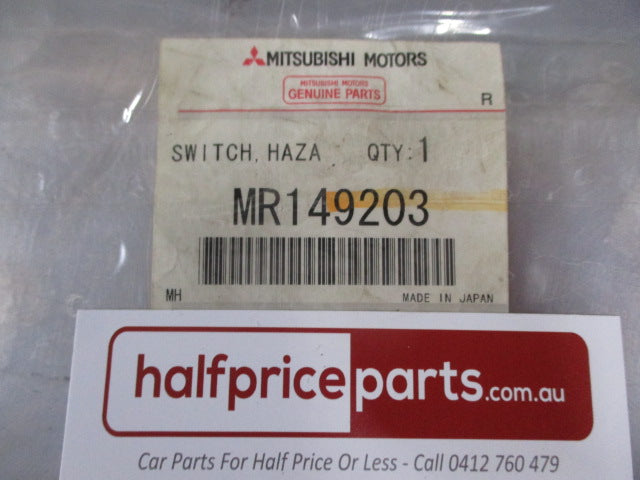 MITSUBISHI MOTORS
MITSUBISHI MOTORS
GENUINE PARTS
R
SWITCH, HAZA QTY:1
MR149203
MH MADE IN JAPAN
halfpriceparts.com.au
Car Parts For Half Price Or Less - Call 0412 760 479